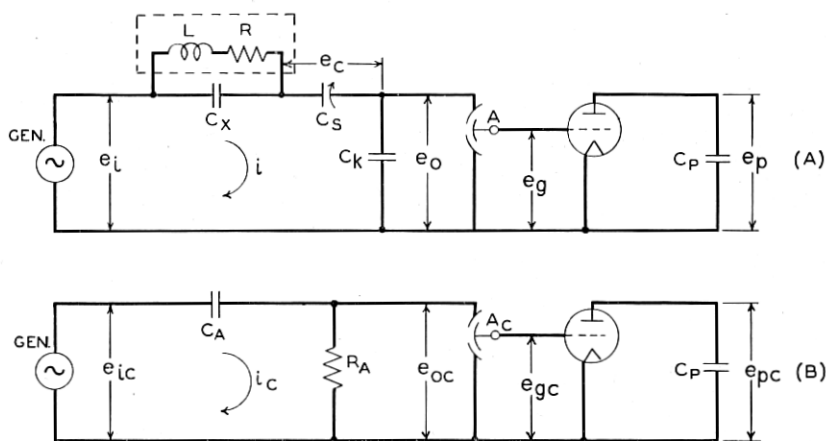 L R
e_c
C_X C_S
GEN.
e_i i C_k e_o A e_g C_P e_p (A)
C_A
GEN.
e_ic i_c R_A e_oc A_C e_gc C_P e_pc (B)